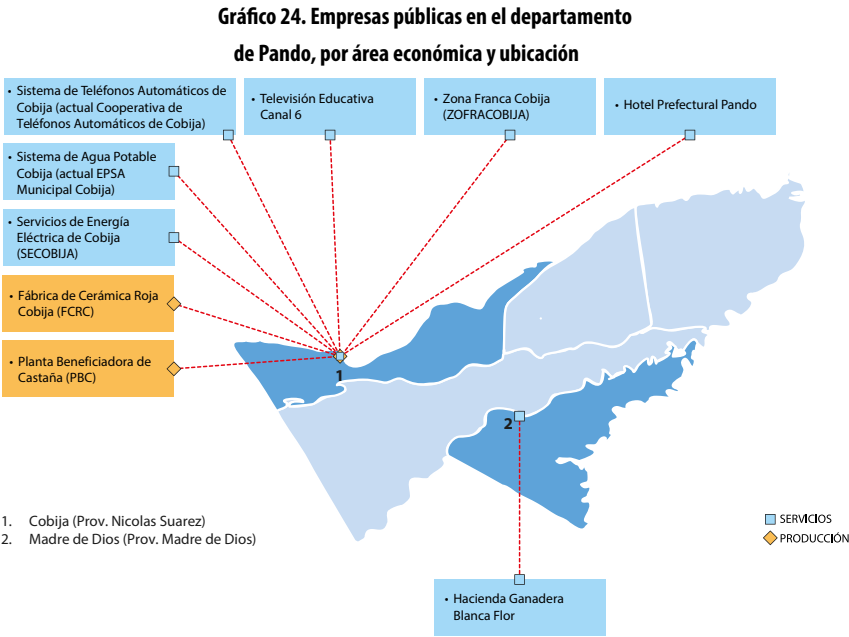 Gráfico 24. Empresas públicas en el departamento
de Pando, por área económica y ubicación
• Sistema de Teléfonos Automáticos de
Cobija (actual Cooperativa de
Teléfonos Automáticos de Cobija)
• Televisión Educativa
Canal 6
• Zona Franca Cobija
(ZOFRACOBIJA)
• Hotel Prefectural Pando
• Sistema de Agua Potable
Cobija (actual EPSA
Municipal Cobija)
• Servicios de Energía
Eléctrica de Cobija
(SECOBIJA)
• Fábrica de Cerámica Roja
Cobija (FCRC)
• Planta Beneficiadora de
Castaña (PBC)
1
2
1. Cobija (Prov. Nicolas Suarez)
2. Madre de Dios (Prov. Madre de Dios)
SERVICIOS
PRODUCCIÓN
• Hacienda Ganadera
Blanca Flor